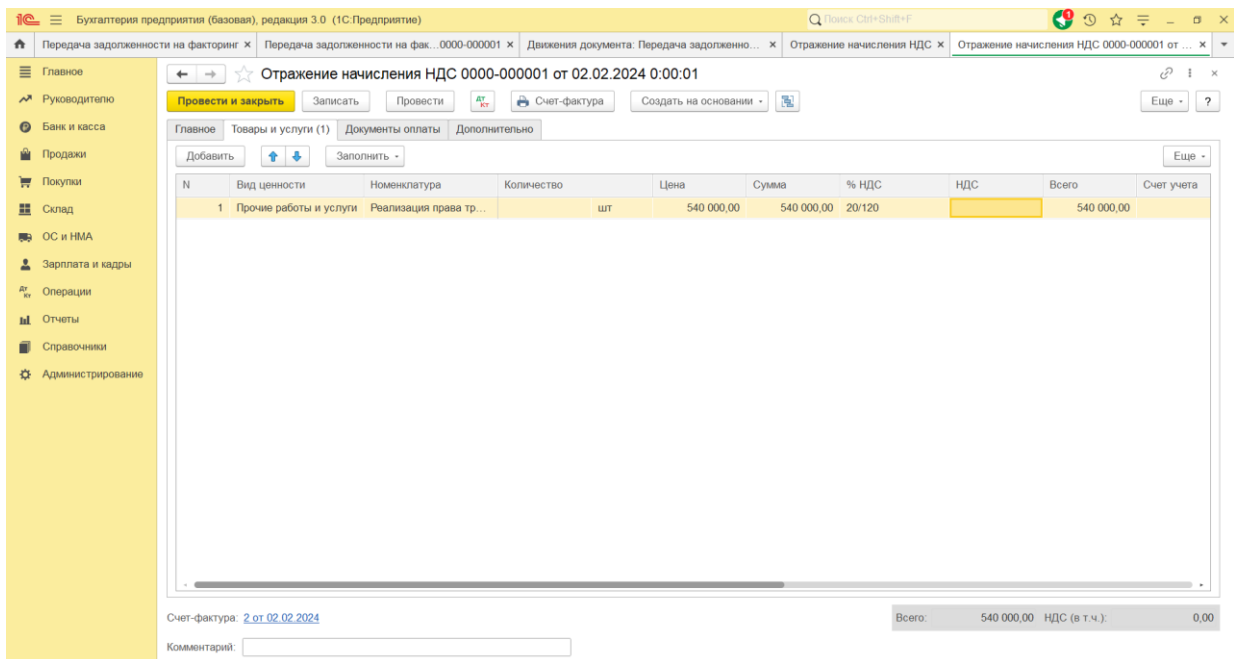 1С Бухгалтерия предприятия (базовая), редакция 3.0 (1С:Предприятие) Поиск Ctrl+Shift+F 1
Передача задолженности на факторинг × Передача задолженности на фак...0000-000001 × Движения документа: Передача задолженно... × Отражение начисления НДС × Отражение начисления НДС 0000-000001 от ... ×
Главное
Руководителю
Банк и касса
Продажи
Покупки
Склад
ОС и НМА
Зарплата и кадры
Операции
Отчеты
Справочники
Администрирование
Отражение начисления НДС 0000-000001 от 02.02.2024 0:00:01
Провести и закрыть Записать Провести Дт Кт Счет-фактура Создать на основании Еще ?
Главное Товары и услуги (1) Документы оплаты Дополнительно
Добавить Заполнить Еще
N Вид ценности Номенклатура Количество Цена Сумма % НДС НДС Всего Счет учета
1 Прочие работы и услуги Реализация права тр... шт 540 000,00 540 000,00 20/120 540 000,00
Счет-фактура: 2 от 02.02.2024 Всего: 540 000,00 НДС (в т.ч.): 0,00
Комментарий: